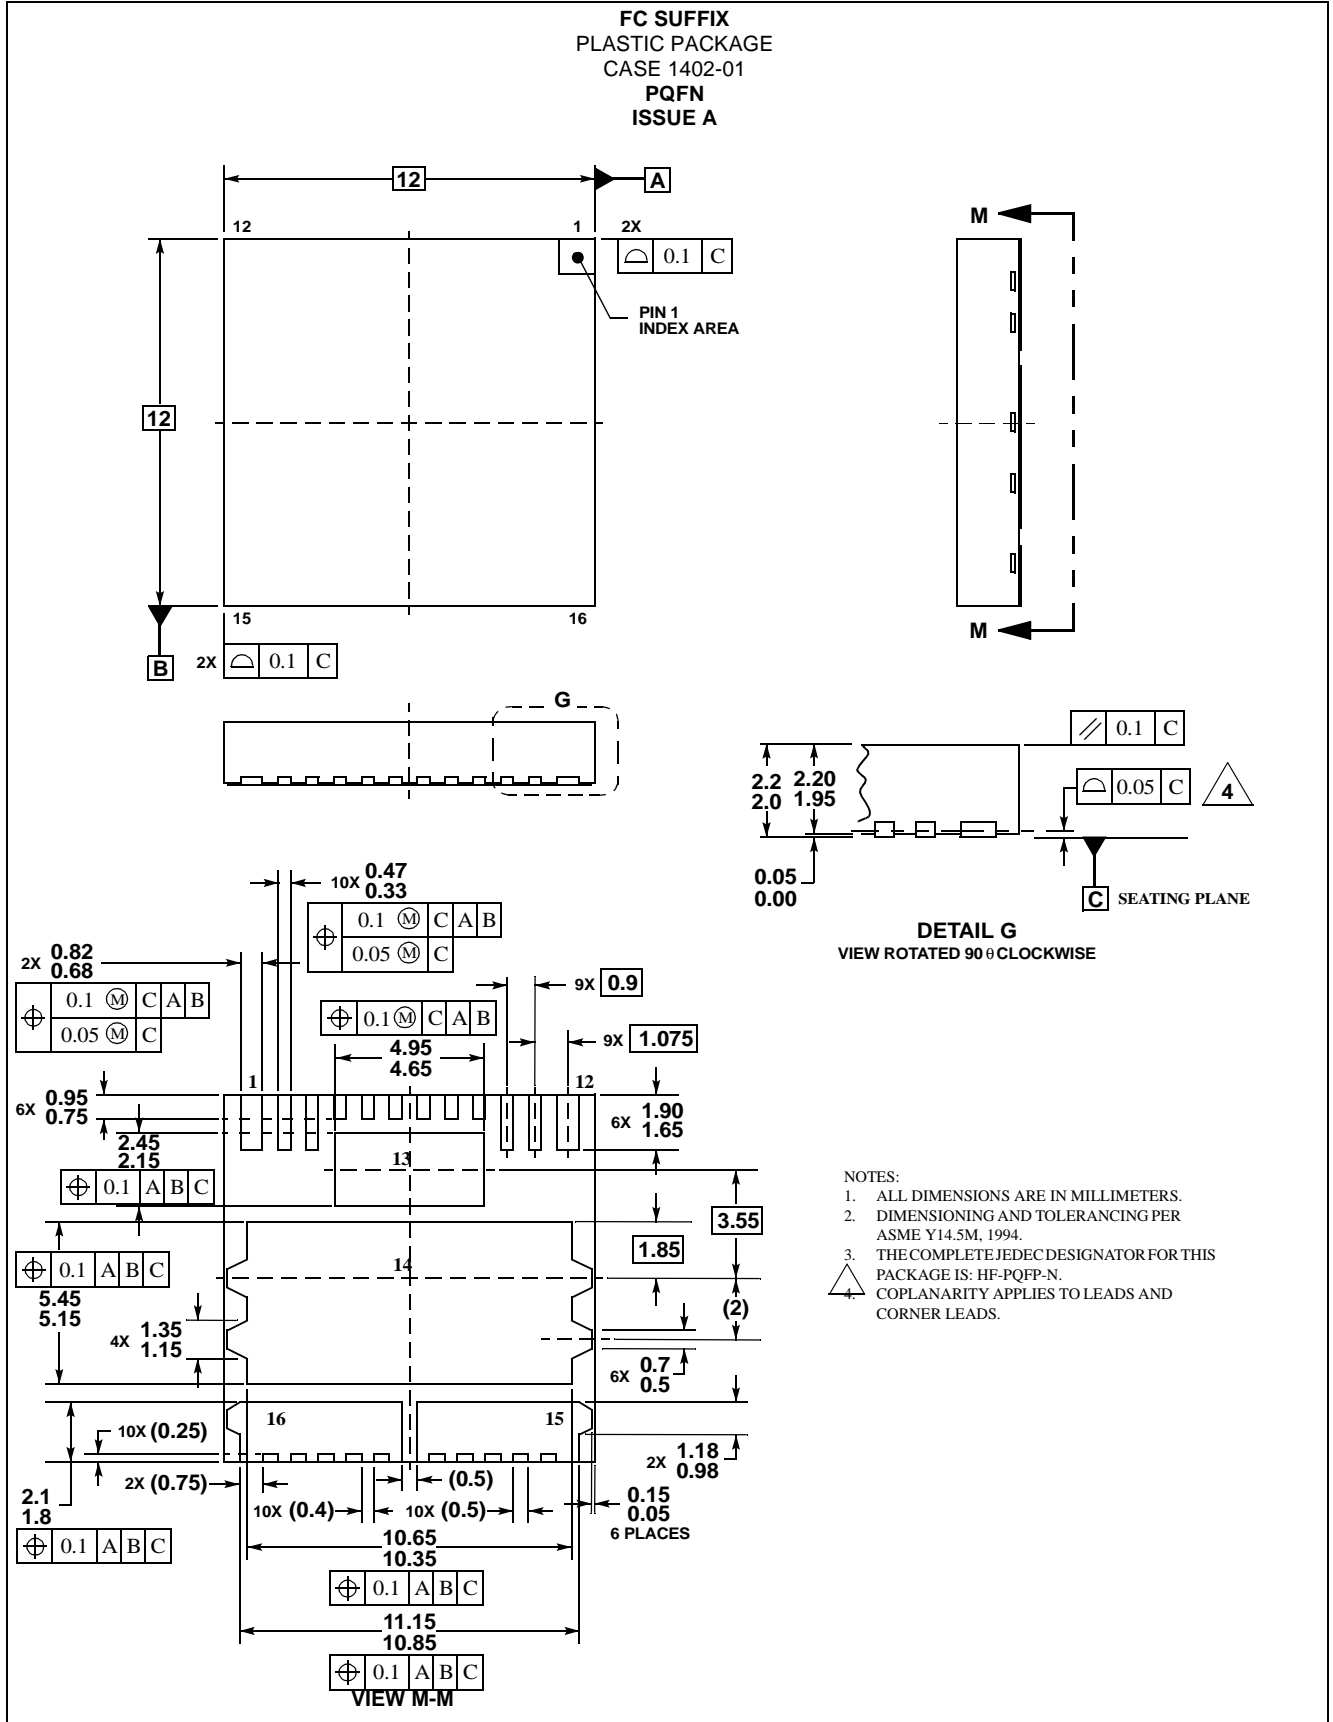 FC SUFFIX
PLASTIC PACKAGE
CASE 1402-01
PQFN
ISSUE A
12
A
12
1
2X
0.1 C
PIN 1
INDEX AREA
12
15
16
B
2X
0.1 C
M
M
G
0.1 C
2.2
2.0
2.20
1.95
0.05 C
4
0.05
0.00
C SEATING PLANE
DETAIL G
VIEW ROTATED 90 θ CLOCKWISE
10X 0.47
0.33
0.1 Ⓜ C A B
0.05 Ⓜ C
2X 0.82
0.68
0.1 Ⓜ C A B
0.05 Ⓜ C
9X 0.9
0.1 Ⓜ C A B
9X 1.075
4.95
4.65
1
12
6X 0.95
0.75
6X 1.90
1.65
2.45
2.15
13
0.1 A B C
3.55
1.85
0.1 A B C
14
5.45
5.15
(2)
4X 1.35
1.15
6X 0.7
0.5
16
15
10X (0.25)
2X 1.18
0.98
2X (0.75)
(0.5)
2.1
1.8
10X (0.4)
10X (0.5)
0.15
0.05
6 PLACES
0.1 A B C
10.65
10.35
0.1 A B C
11.15
10.85
0.1 A B C
VIEW M-M
NOTES:
1. ALL DIMENSIONS ARE IN MILLIMETERS.
2. DIMENSIONING AND TOLERANCING PER
ASME Y14.5M, 1994.
3. THE COMPLETE JEDEC DESIGNATOR FOR THIS
PACKAGE IS: HF-PQFP-N.
4. COPLANARITY APPLIES TO LEADS AND
CORNER LEADS.